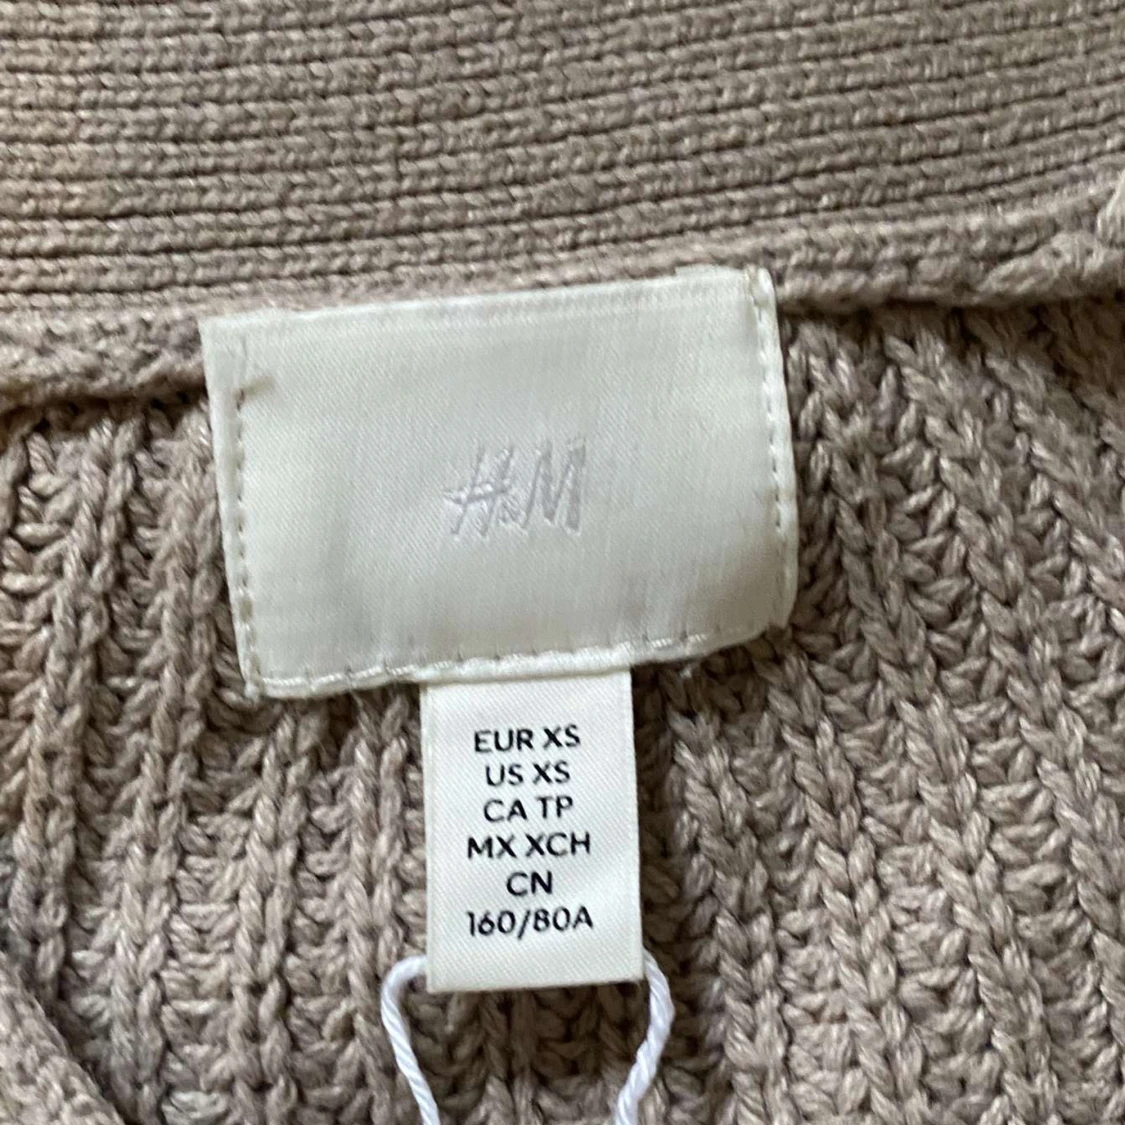 H&M
EUR XS
US XS
CA TP
MX XCH
CN
160/80A